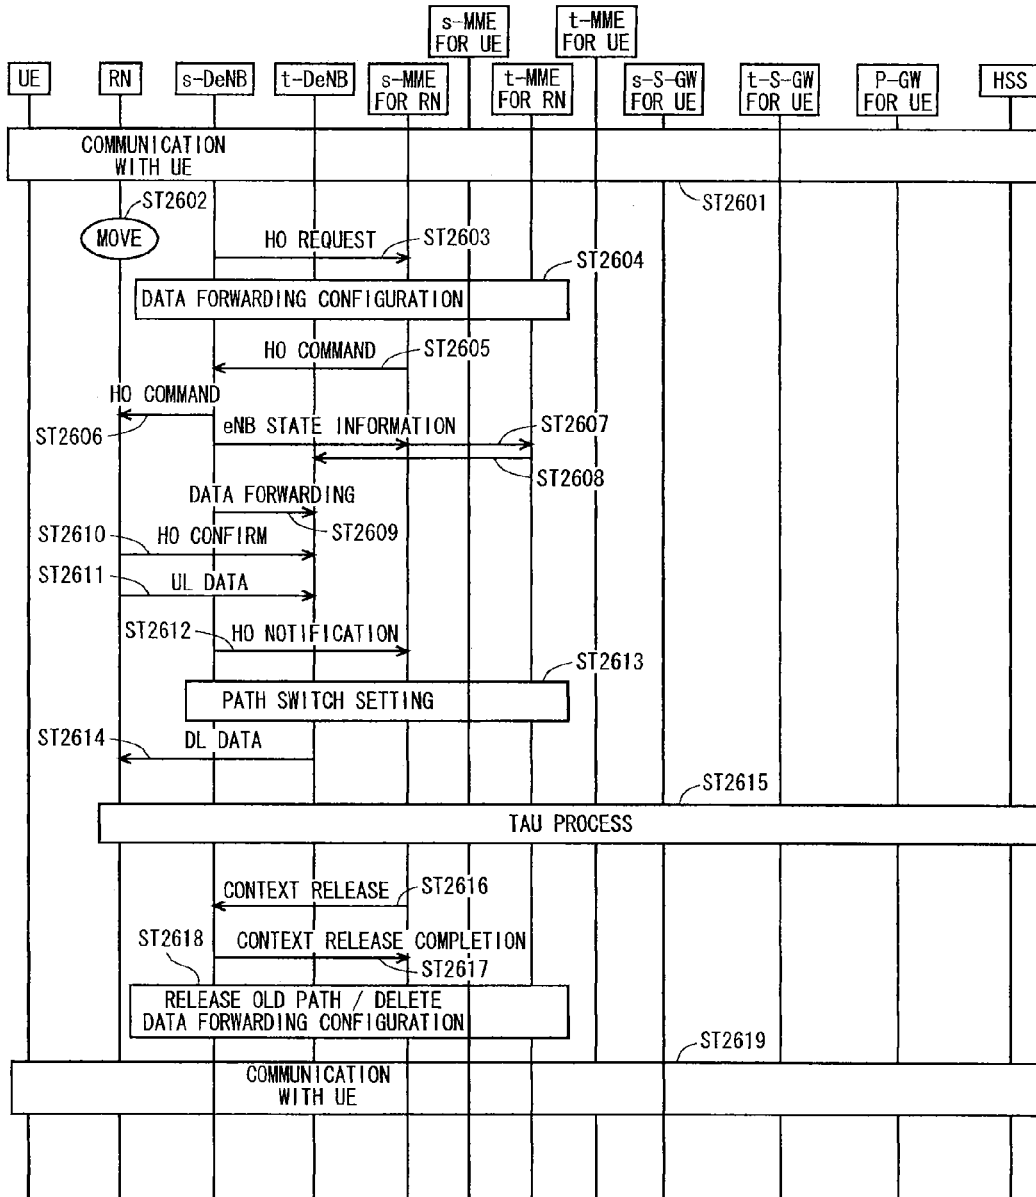 s-MME
FOR UE
t-MME
FOR UE
UE
RN
s-DeNB
t-DeNB
s-MME
FOR RN
t-MME
FOR RN
s-S-GW
FOR UE
t-S-GW
FOR UE
P-GW
FOR UE
HSS
COMMUNICATION
WITH UE
ST2601
ST2602
MOVE
HO REQUEST
ST2603
ST2604
DATA FORWARDING CONFIGURATION
HO COMMAND
ST2605
HO COMMAND
ST2606
eNB STATE INFORMATION
ST2607
ST2608
DATA FORWARDING
ST2609
ST2610
HO CONFIRM
ST2611
UL DATA
ST2612
HO NOTIFICATION
ST2613
PATH SWITCH SETTING
ST2614
DL DATA
ST2615
TAU PROCESS
CONTEXT RELEASE
ST2616
ST2618
CONTEXT RELEASE COMPLETION
ST2617
RELEASE OLD PATH / DELETE
DATA FORWARDING CONFIGURATION
ST2619
COMMUNICATION
WITH UE